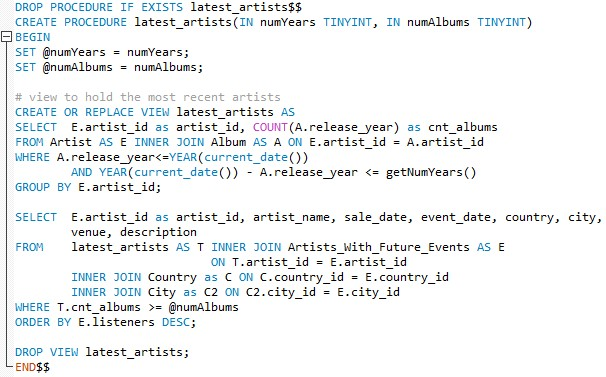 DROP PROCEDURE IF EXISTS latest_artists$$
CREATE PROCEDURE latest_artists(IN numYears TINYINT, IN numAlbums TINYINT)
BEGIN
SET @numYears = numYears;
SET @numAlbums = numAlbums;

# view to hold the most recent artists
CREATE OR REPLACE VIEW latest_artists AS
SELECT  E.artist_id as artist_id, COUNT(A.release_year) as cnt_albums
FROM Artist AS E INNER JOIN Album AS A ON E.artist_id = A.artist_id
WHERE A.release_year<=YEAR(current_date())
        AND YEAR(current_date()) - A.release_year <= getNumYears()
GROUP BY E.artist_id;

SELECT  E.artist_id as artist_id, artist_name, sale_date, event_date, country, city,
        venue, description
FROM    latest_artists AS T INNER JOIN Artists_With_Future_Events AS E
                            ON T.artist_id = E.artist_id
        INNER JOIN Country as C ON C.country_id = E.country_id
        INNER JOIN City as C2 ON C2.city_id = E.city_id
WHERE T.cnt_albums >= @numAlbums
ORDER BY E.listeners DESC;

DROP VIEW latest_artists;
END$$